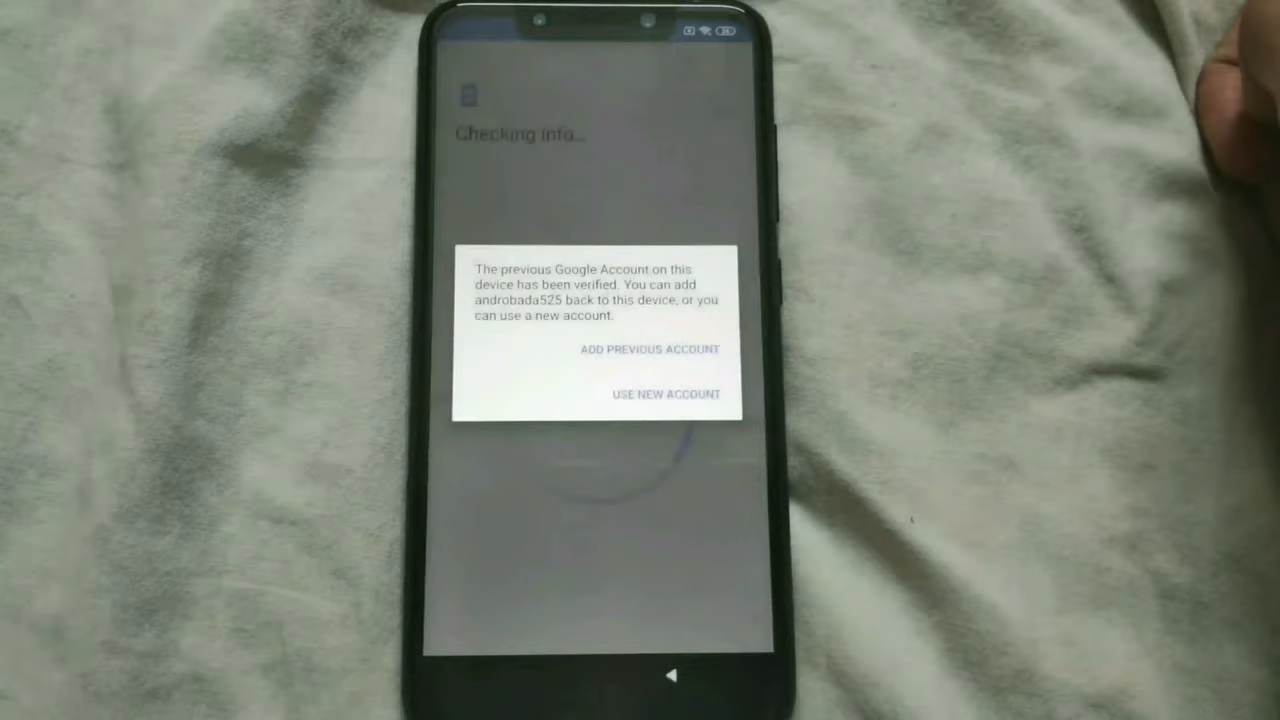 Checking info...
The previous Google Account on this
device has been verified. You can add
androbada525 back to this device, or you
can use a new account.
ADD PREVIOUS ACCOUNT
USE NEW ACCOUNT